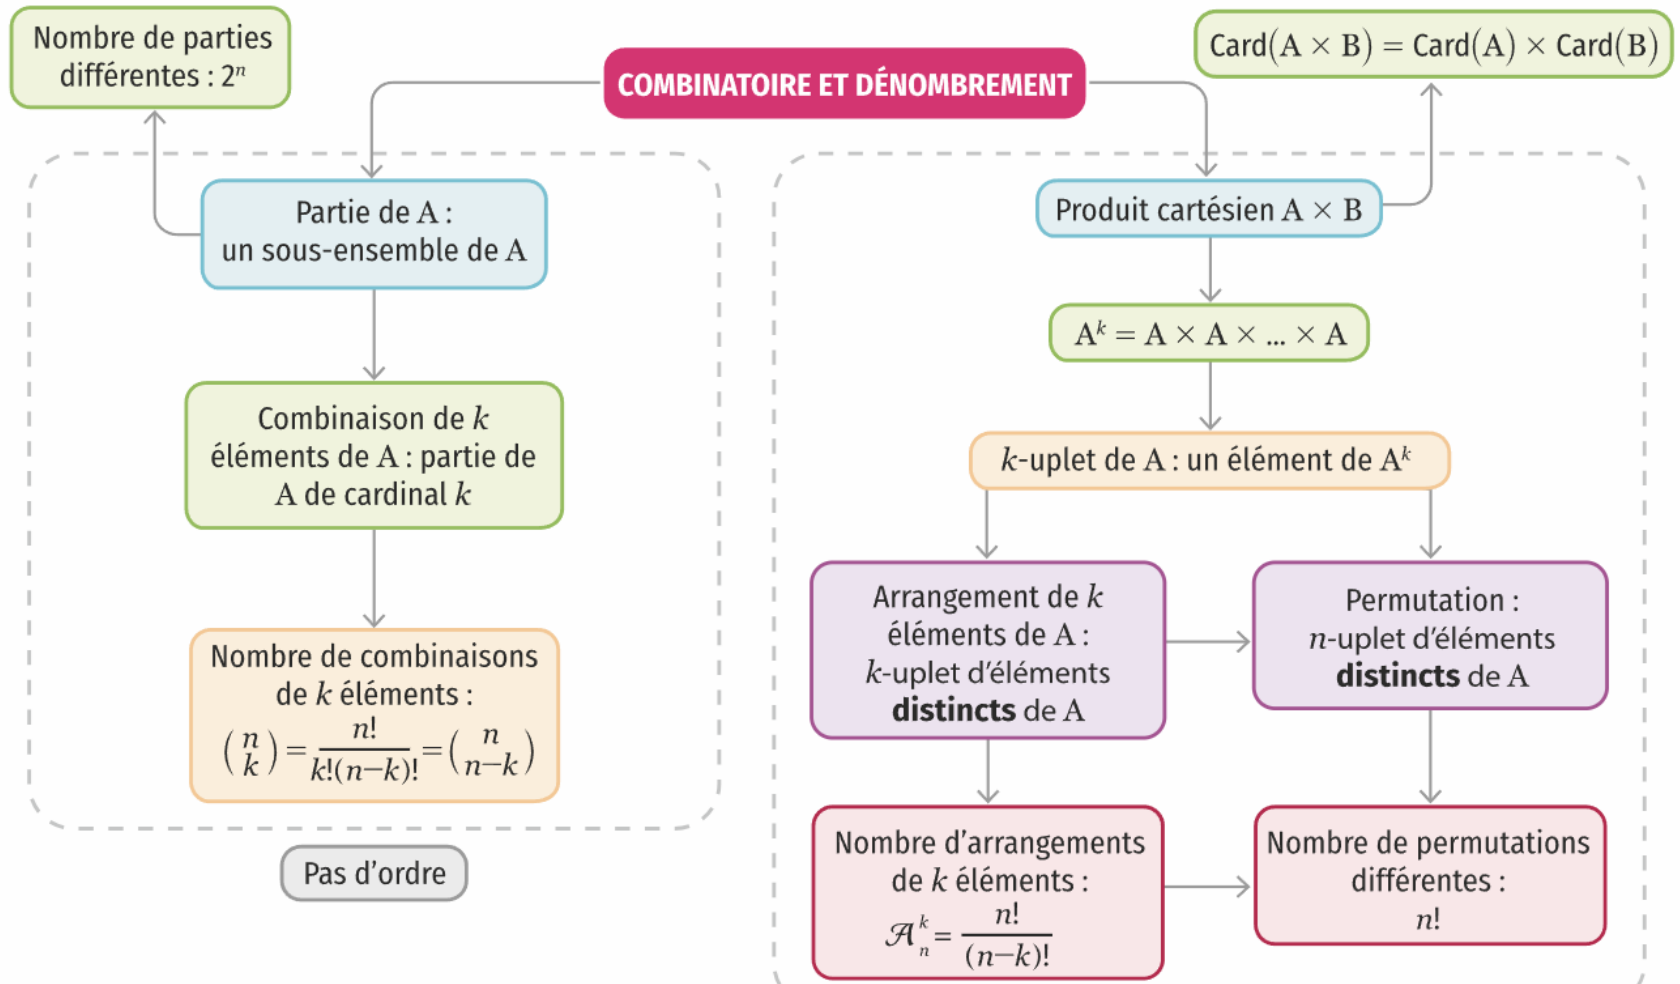 COMBINATOIRE ET DÉNOMBREMENT
Nombre de parties
différentes : 2ⁿ
Partie de A :
un sous-ensemble de A
Combinaison de k
éléments de A : partie de
A de cardinal k
Nombre de combinaisons
de k éléments :
(n k) = n! / k!(n−k)! = (n n−k)
Pas d'ordre
Card(A × B) = Card(A) × Card(B)
Produit cartésien A × B
Aᵏ = A × A × ... × A
k-uplet de A : un élément de Aᵏ
Arrangement de k
éléments de A :
k-uplet d'éléments
distincts de A
Permutation :
n-uplet d'éléments
distincts de A
Nombre d'arrangements
de k éléments :
𝒜ₙᵏ = n! / (n−k)!
Nombre de permutations
différentes :
n!